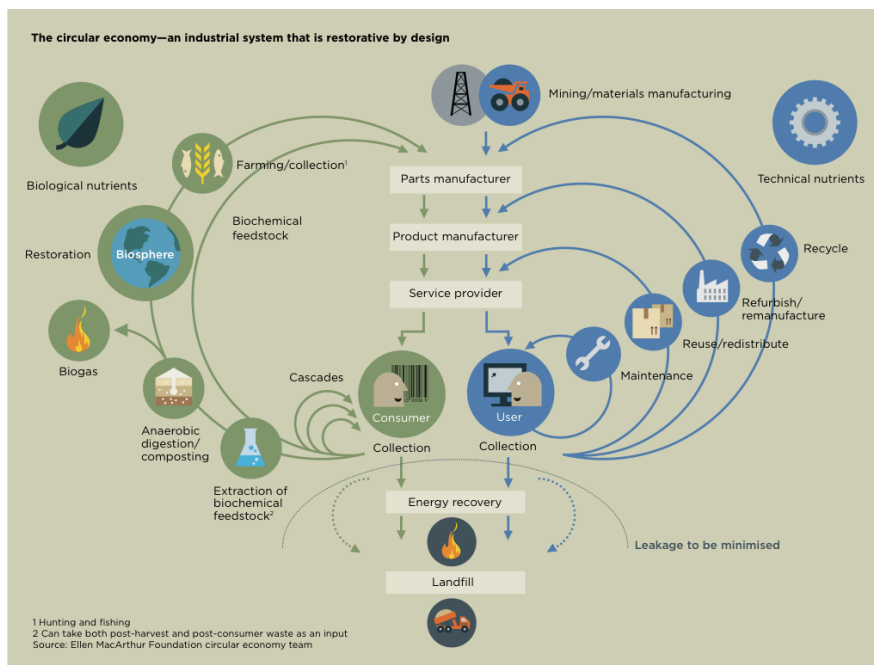 The circular economy—an industrial system that is restorative by design
Mining/materials manufacturing
Biological nutrients
Farming/collection¹
Technical nutrients
Parts manufacturer
Biochemical
feedstock
Product manufacturer
Restoration
Biosphere
Recycle
Service provider
Refurbish/
remanufacture
Biogas
Reuse/redistribute
Cascades
Maintenance
Consumer
User
Anaerobic
digestion/
composting
Collection
Collection
Extraction of
biochemical
feedstock²
Energy recovery
Leakage to be minimised
Landfill
1 Hunting and fishing
2 Can take both post-harvest and post-consumer waste as an input
Source: Ellen MacArthur Foundation circular economy team